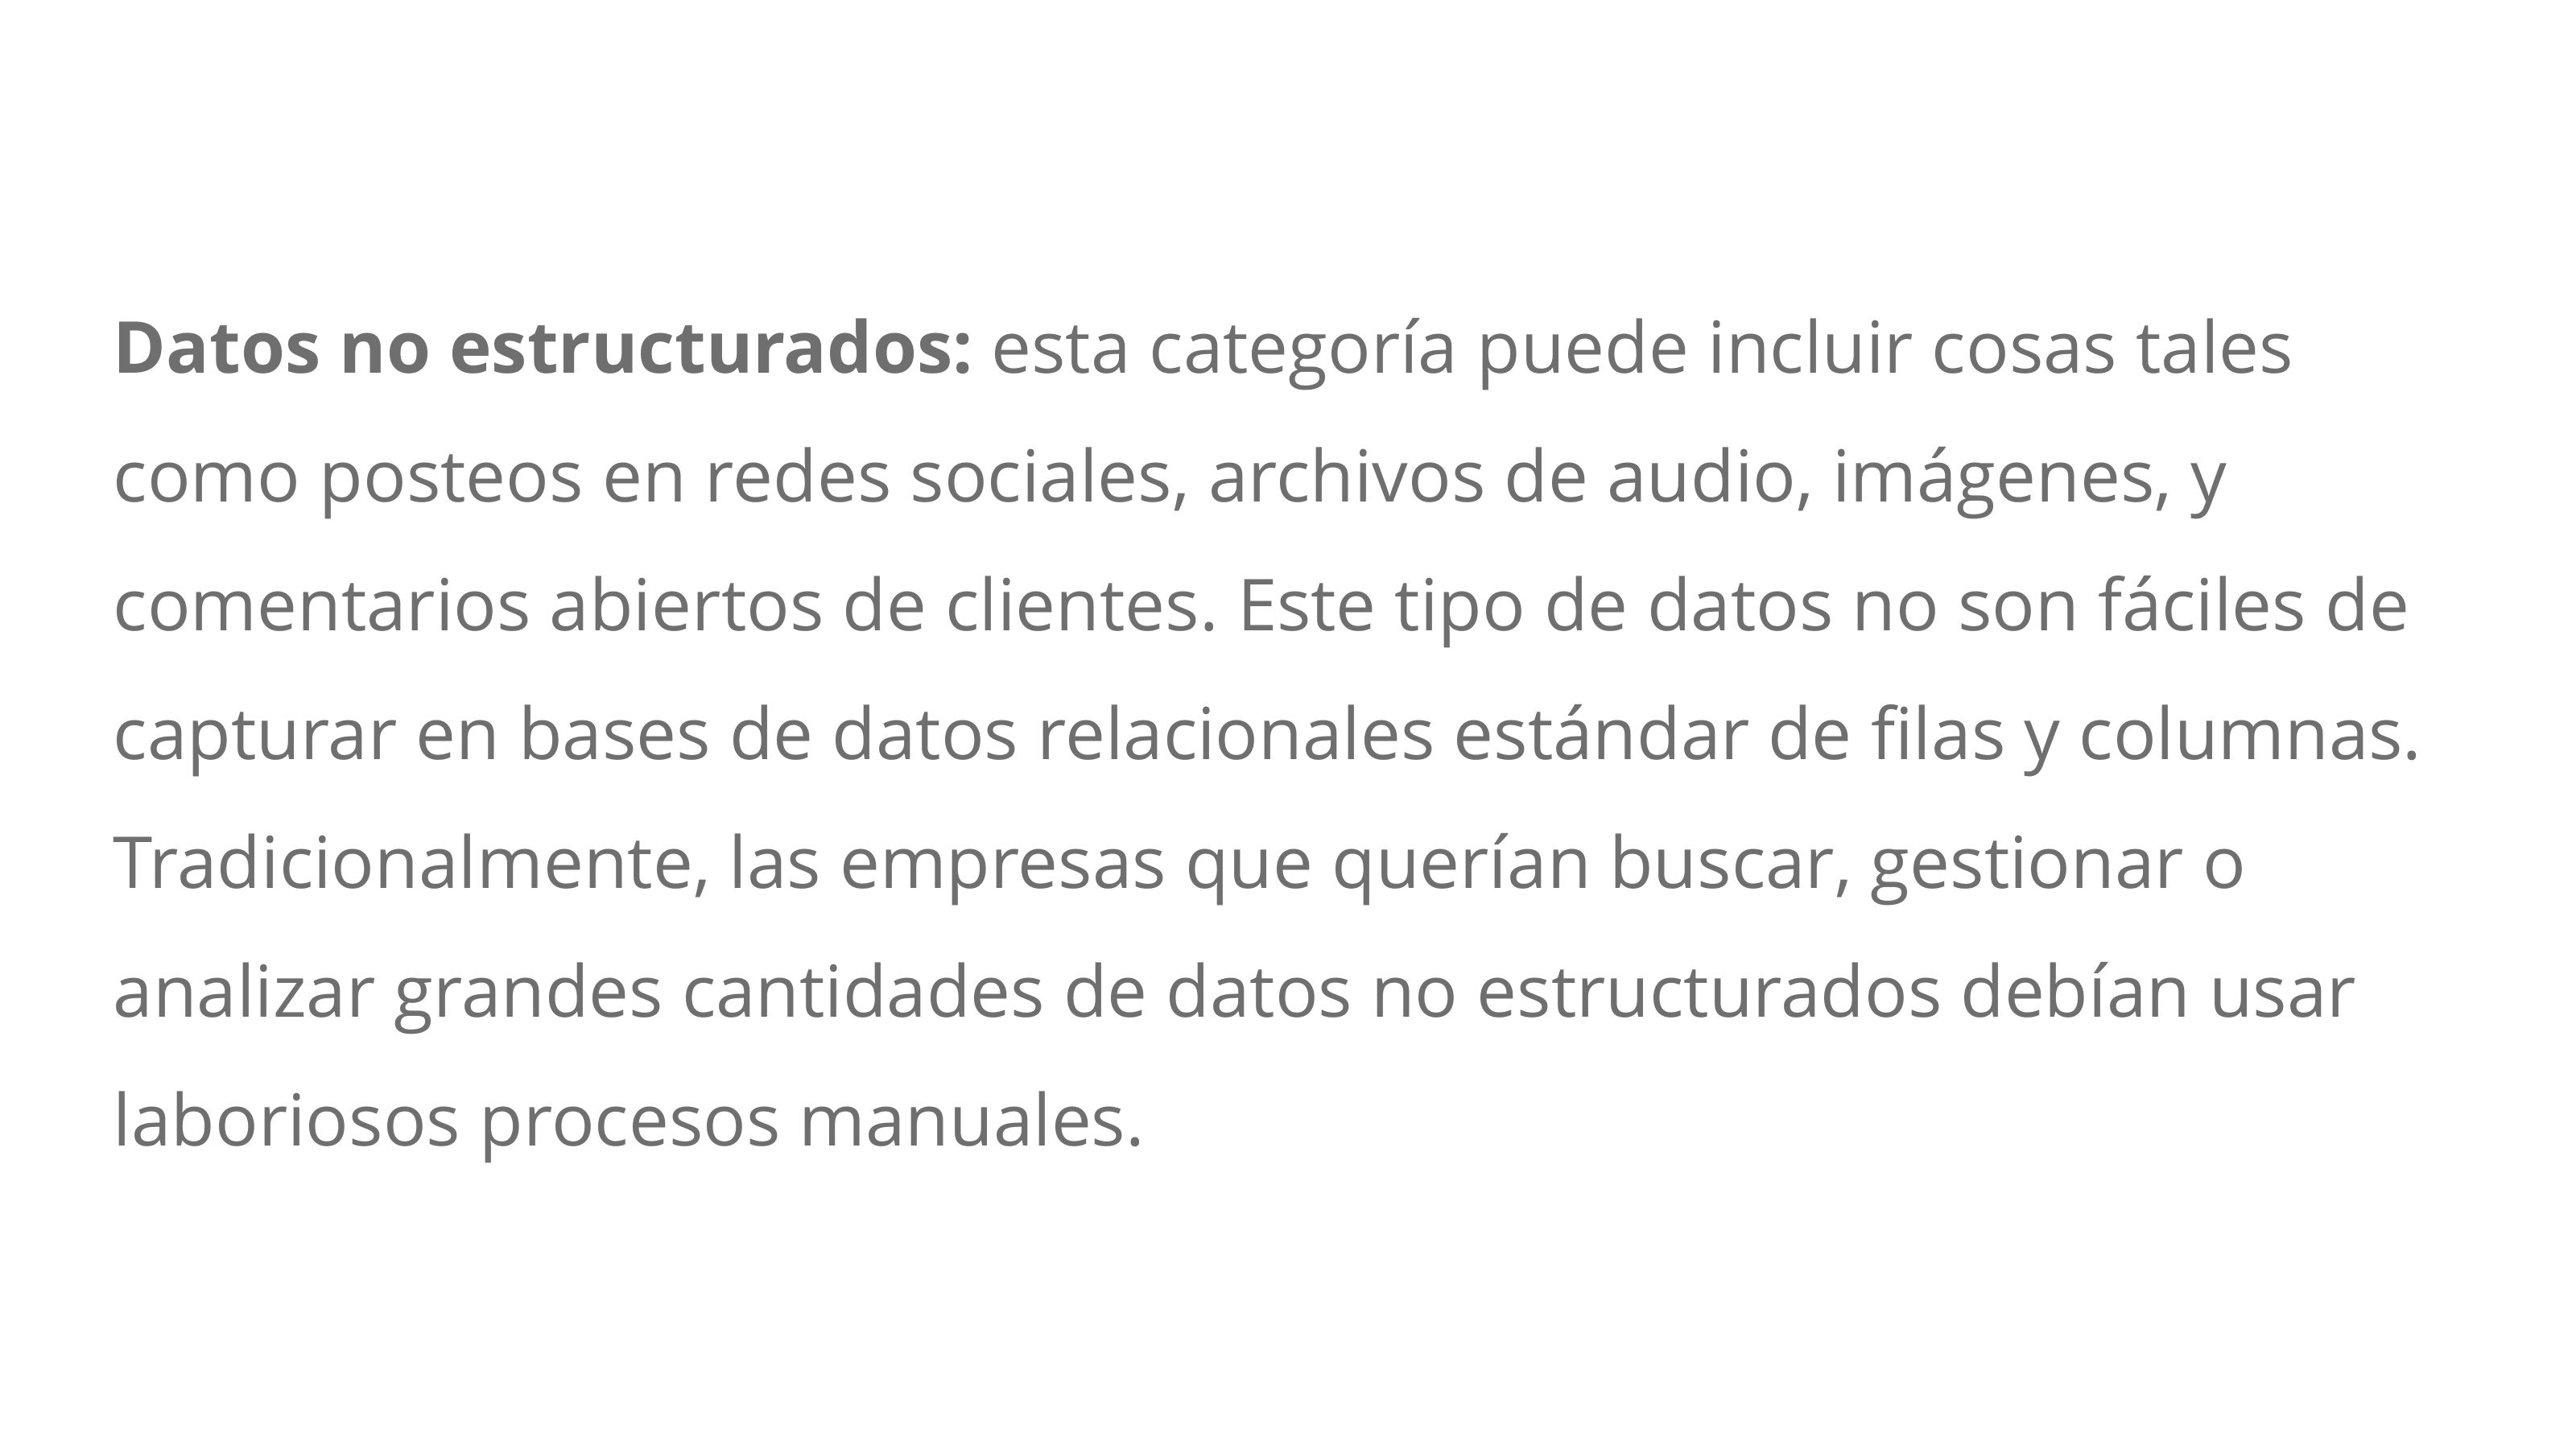 Datos no estructurados: esta categoría puede incluir cosas tales
como posteos en redes sociales, archivos de audio, imágenes, y
comentarios abiertos de clientes. Este tipo de datos no son fáciles de
capturar en bases de datos relacionales estándar de filas y columnas.
Tradicionalmente, las empresas que querían buscar, gestionar o
analizar grandes cantidades de datos no estructurados debían usar
laboriosos procesos manuales.